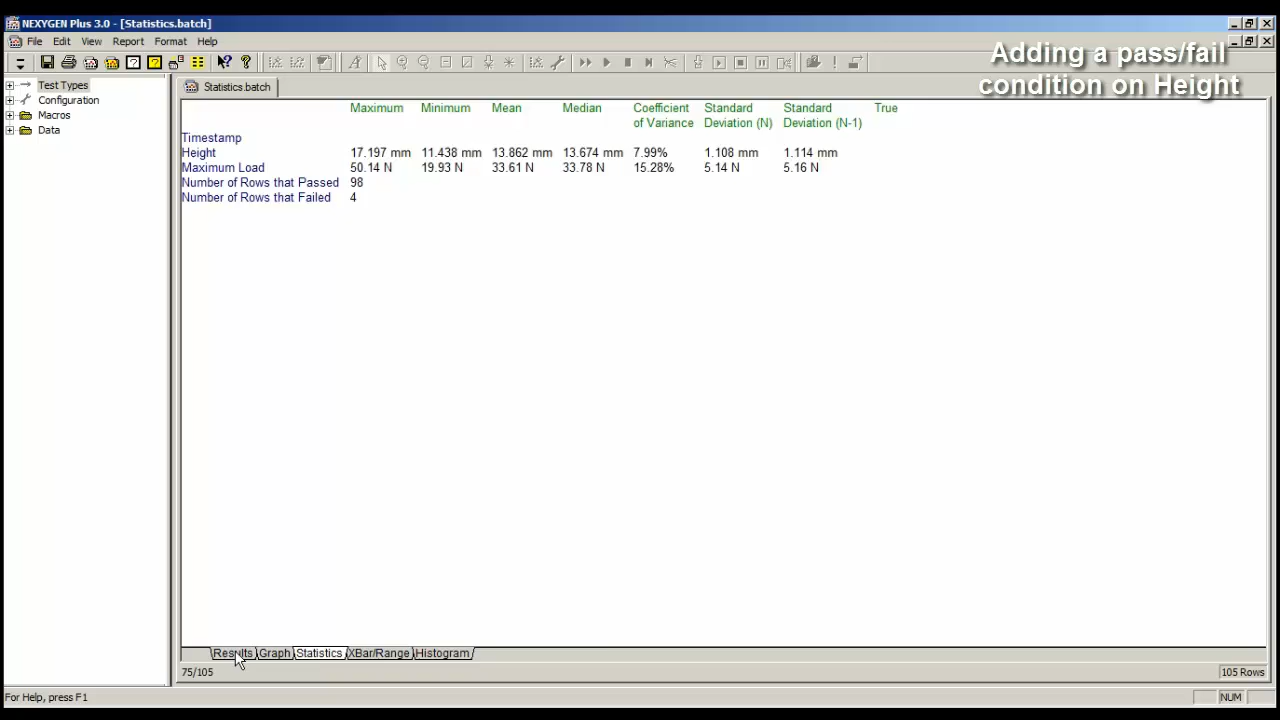 NEXYGEN Plus 3.0 - [Statistics.batch]
File Edit View Report Format Help
Adding a pass/fail
condition on Height
Test Types
Configuration
Macros
Data
Statistics.batch
Maximum Minimum Mean Median Coefficient of Variance Standard Deviation (N) Standard Deviation (N-1) True
Timestamp
Height 17.197 mm 11.438 mm 13.862 mm 13.674 mm 7.99% 1.108 mm 1.114 mm
Maximum Load 50.14 N 19.93 N 33.61 N 33.78 N 15.28% 5.14 N 5.16 N
Number of Rows that Passed 98
Number of Rows that Failed 4
Results Graph Statistics XBar/Range Histogram
75/105 105 Rows
For Help, press F1 NUM